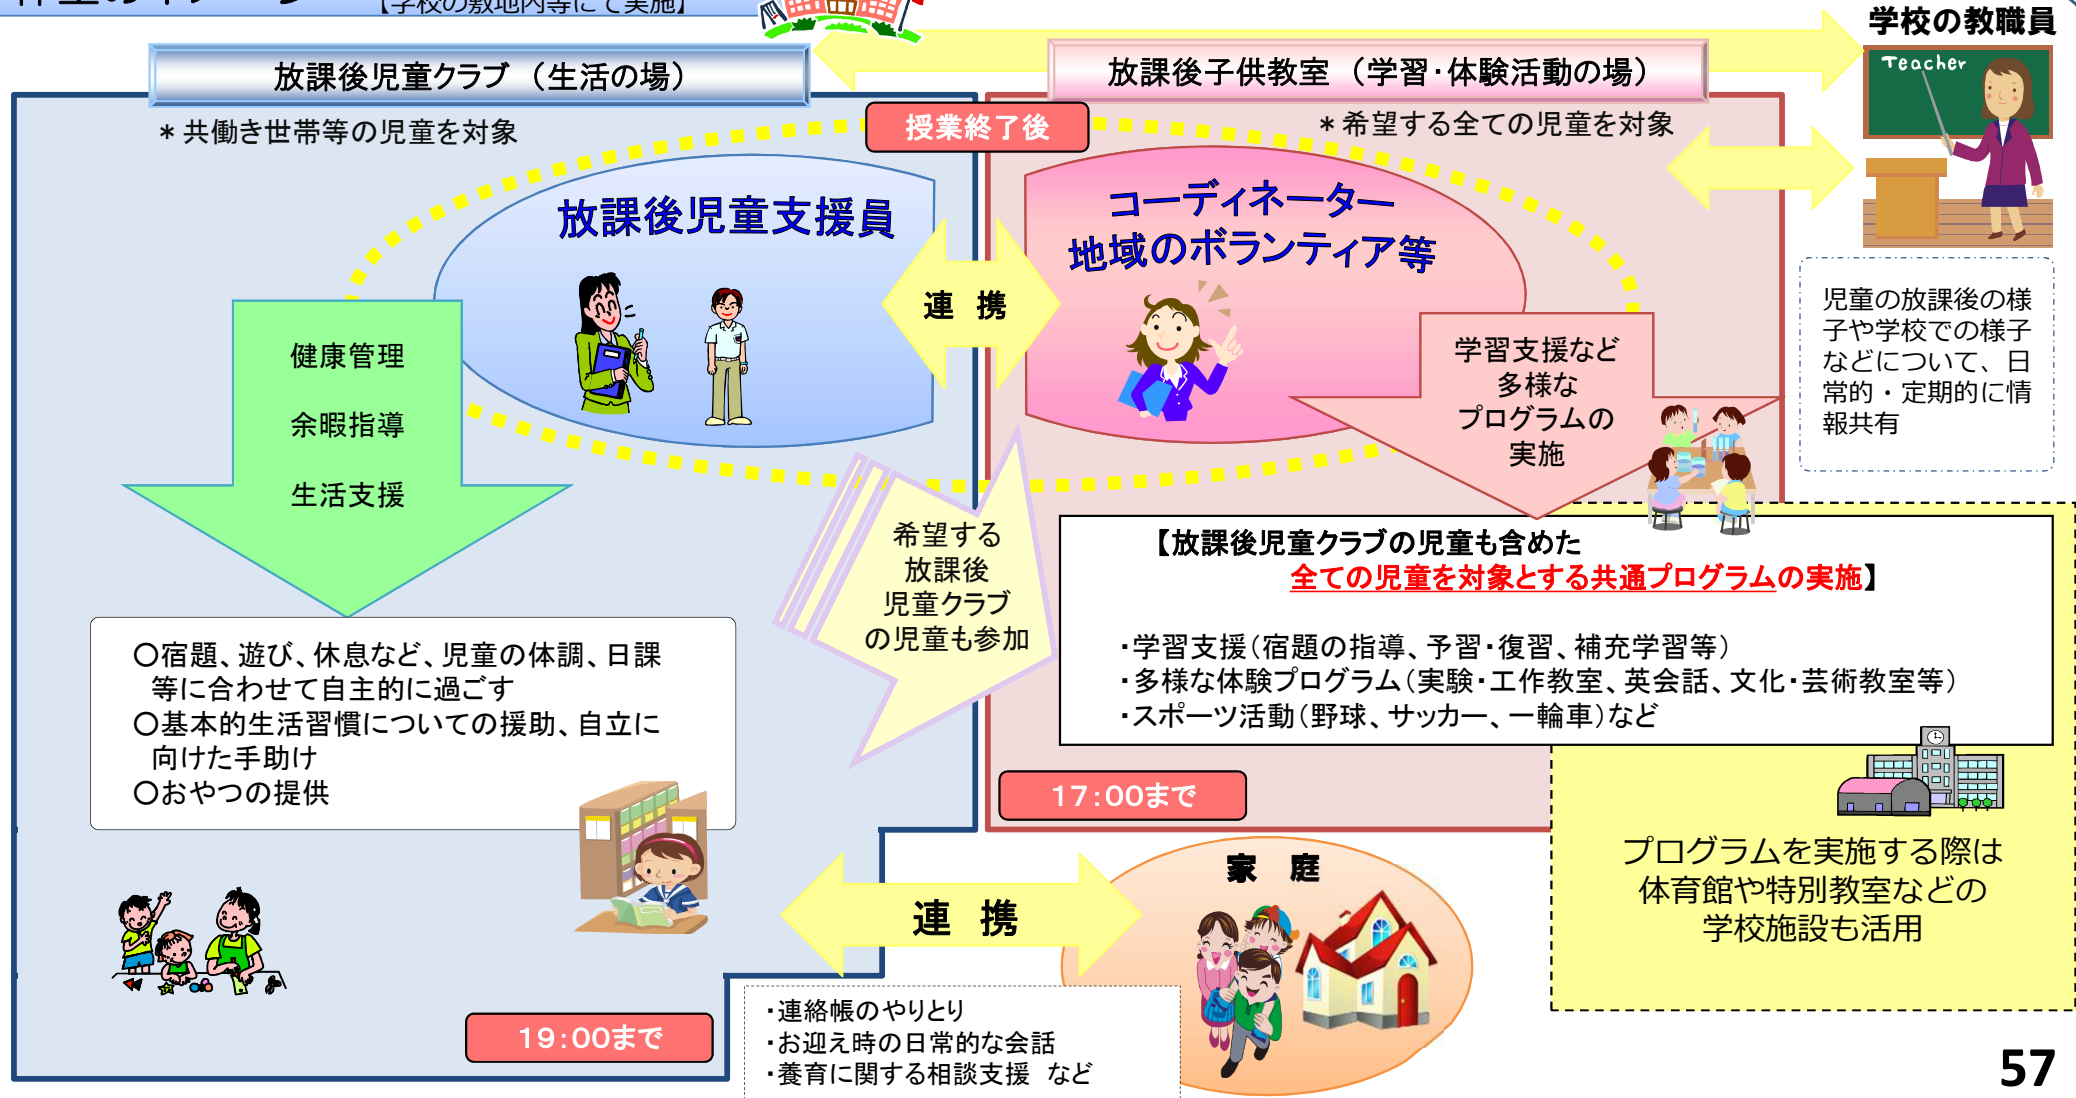 【学校の敷地内等にて実施】
学校の教職員
Teacher
放課後児童クラブ（生活の場）
放課後子供教室（学習・体験活動の場）
＊共働き世帯等の児童を対象
授業終了後
＊希望する全ての児童を対象
放課後児童支援員
連 携
コーディネーター
地域のボランティア等
児童の放課後の様
子や学校での様子
などについて、日
常的・定期的に情
報共有
健康管理
余暇指導
生活支援
学習支援など
多様な
プログラムの
実施
希望する
放課後
児童クラブ
の児童も参加
【放課後児童クラブの児童も含めた
全ての児童を対象とする共通プログラムの実施】
・学習支援（宿題の指導、予習・復習、補充学習等）
・多様な体験プログラム（実験・工作教室、英会話、文化・芸術教室等）
・スポーツ活動（野球、サッカー、一輪車）など
○宿題、遊び、休息など、児童の体調、日課
等に合わせて自主的に過ごす
○基本的生活習慣についての援助、自立に
向けた手助け
○おやつの提供
17：00まで
プログラムを実施する際は
体育館や特別教室などの
学校施設も活用
連 携
家 庭
19：00まで
・連絡帳のやりとり
・お迎え時の日常的な会話
・養育に関する相談支援 など
57